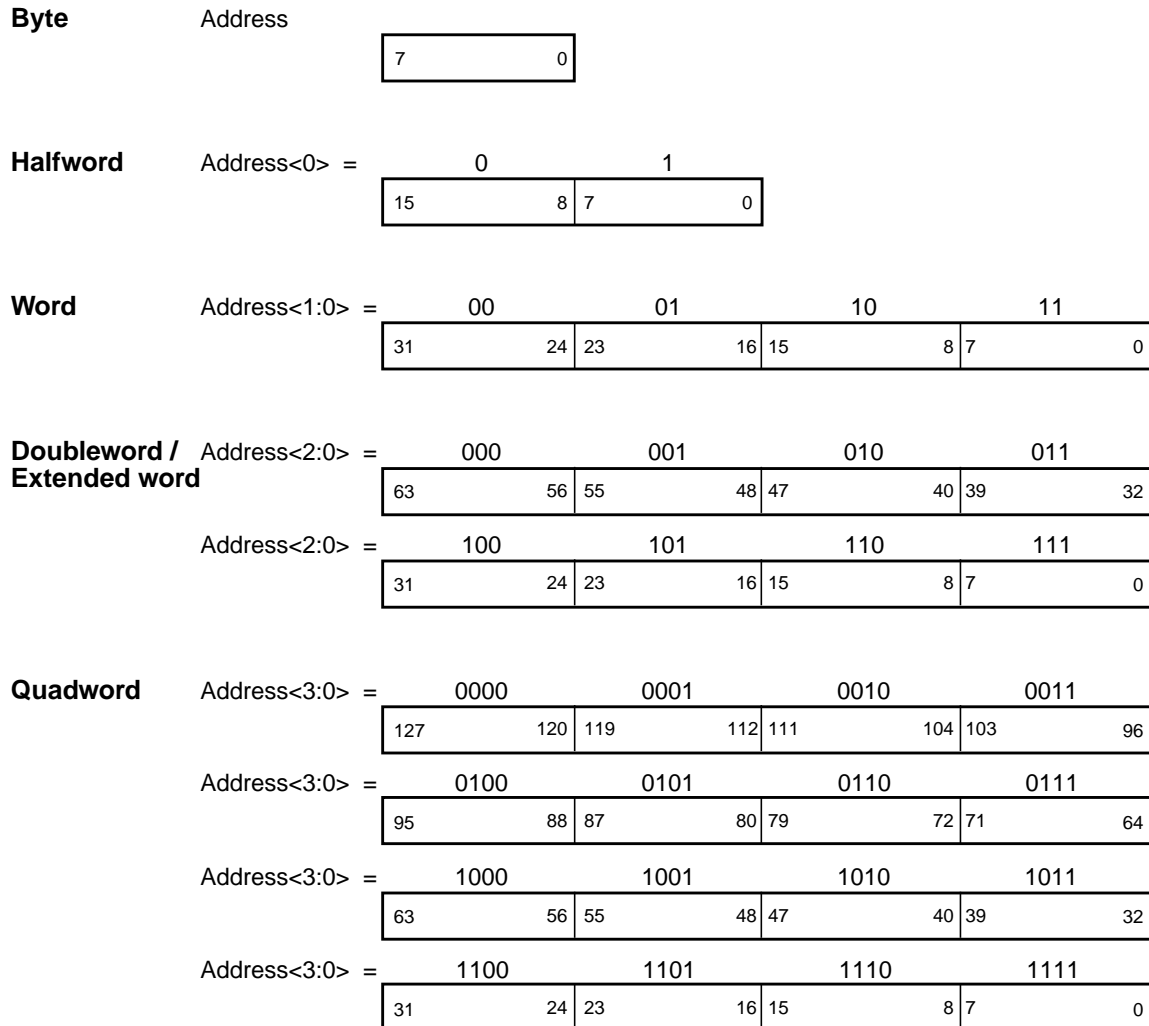 Byte Address
7 0
Halfword Address<0> = 0 1
15 8 7 0
Word Address<1:0> = 00 01 10 11
31 24 23 16 15 8 7 0
Doubleword / Address<2:0> = 000 001 010 011
Extended word
63 56 55 48 47 40 39 32
Address<2:0> = 100 101 110 111
31 24 23 16 15 8 7 0
Quadword Address<3:0> = 0000 0001 0010 0011
127 120 119 112 111 104 103 96
Address<3:0> = 0100 0101 0110 0111
95 88 87 80 79 72 71 64
Address<3:0> = 1000 1001 1010 1011
63 56 55 48 47 40 39 32
Address<3:0> = 1100 1101 1110 1111
31 24 23 16 15 8 7 0